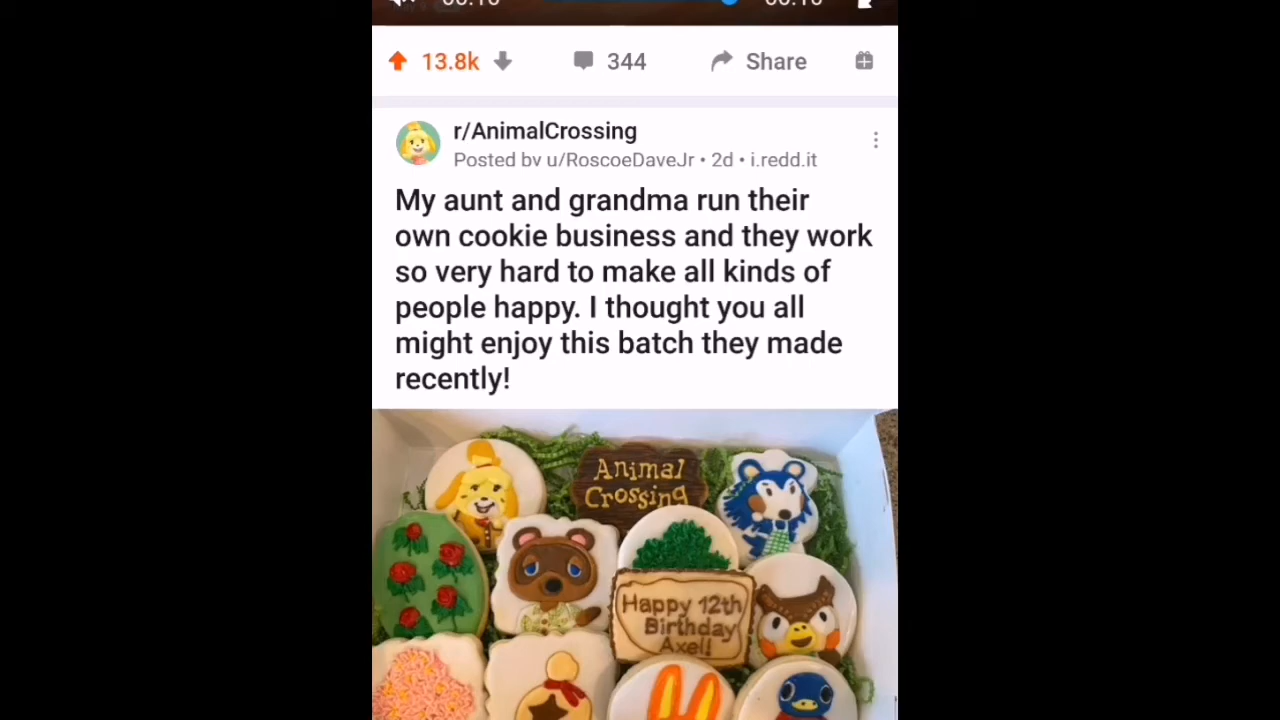 13.8k 344 Share
r/AnimalCrossing
Posted by u/RoscoeDaveJr • 2d • i.redd.it
My aunt and grandma run their
own cookie business and they work
so very hard to make all kinds of
people happy. I thought you all
might enjoy this batch they made
recently!
Animal
Crossing
Happy 12th
Birthday
Axel!